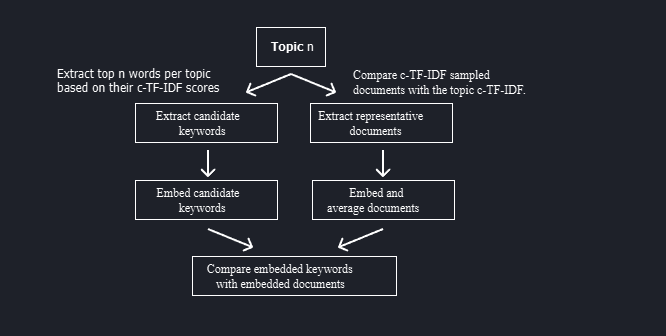 Topic n
Extract top n words per topic
based on their c-TF-IDF scores
Compare c-TF-IDF sampled
documents with the topic c-TF-IDF.
Extract candidate
keywords
Extract representative
documents
Embed candidate
keywords
Embed and
average documents
Compare embedded keywords
with embedded documents